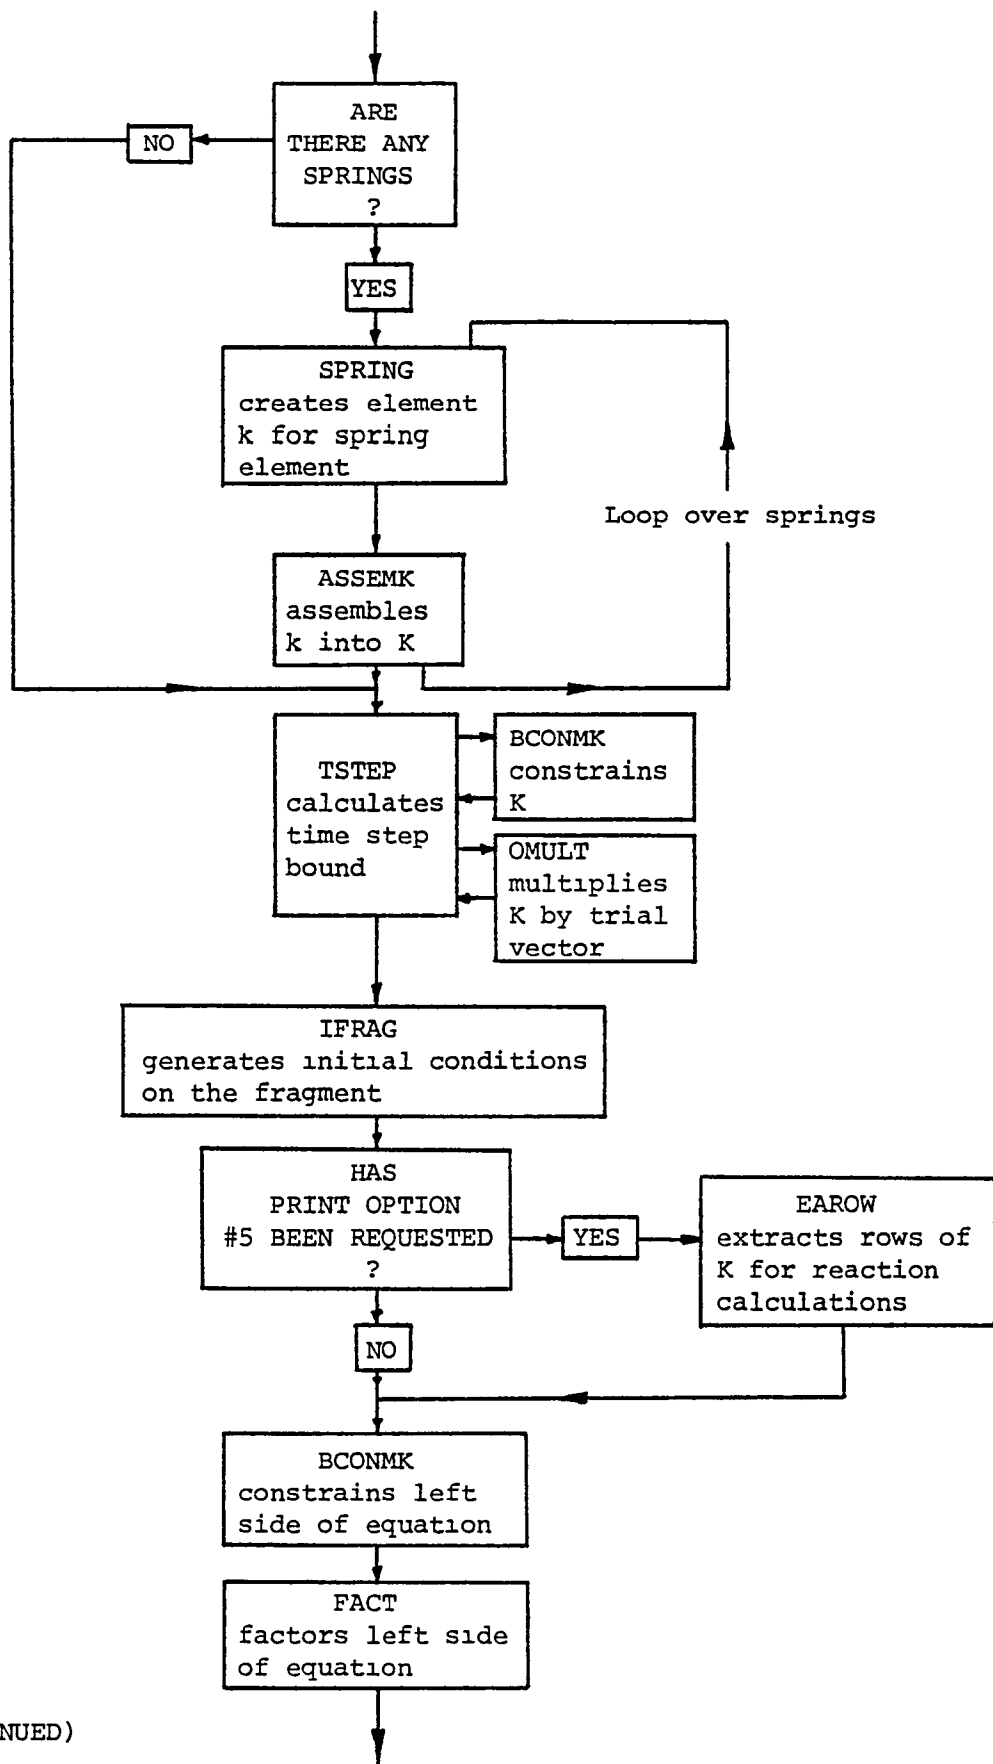 ARE
THERE ANY
SPRINGS
?
NO
YES
SPRING
creates element
k for spring
element
Loop over springs
ASSEMK
assembles
k into K
TSTEP
calculates
time step
bound
BCONMK
constrains
K
OMULT
multiplies
K by trial
vector
IFRAG
generates initial conditions
on the fragment
HAS
PRINT OPTION
#5 BEEN REQUESTED
?
YES
EAROW
extracts rows of
K for reaction
calculations
NO
BCONMK
constrains left
side of equation
FACT
factors left side
of equation
NUED)